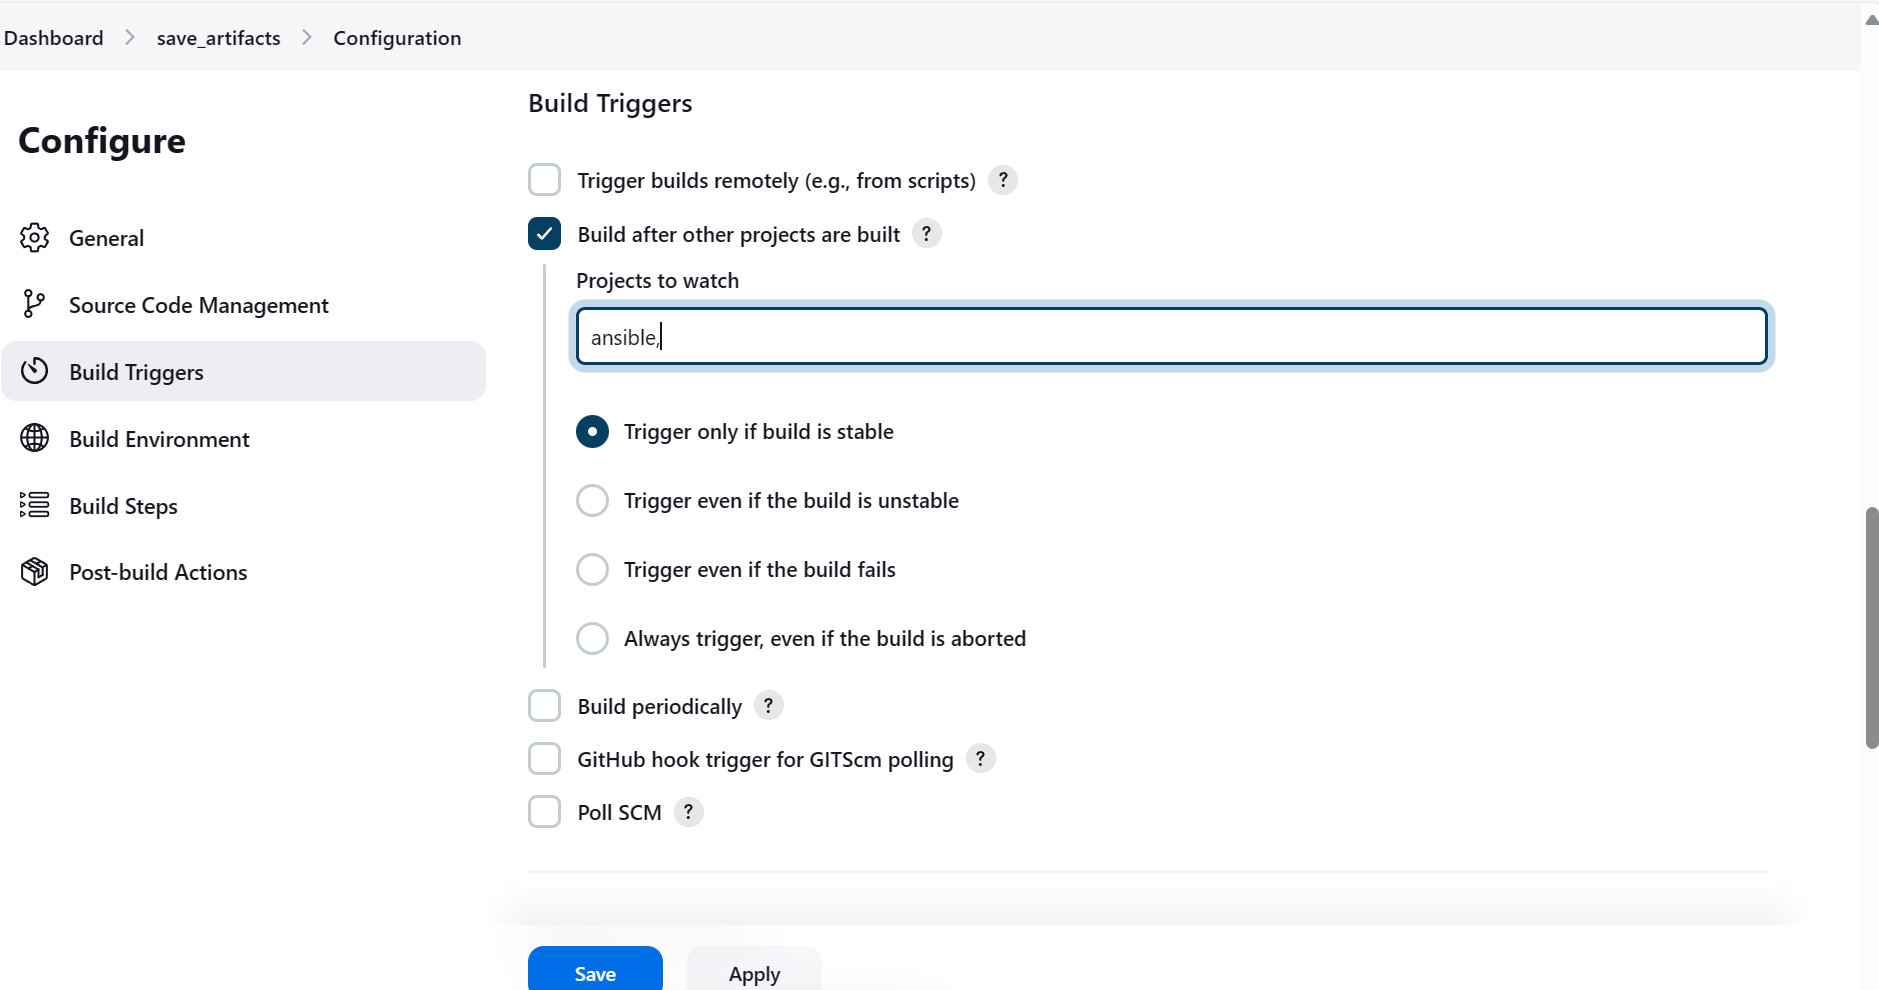 Dashboard > save_artifacts > Configuration
Configure
General
Source Code Management
Build Triggers
Build Environment
Build Steps
Post-build Actions
Build Triggers
Trigger builds remotely (e.g., from scripts) ?
Build after other projects are built ?
Projects to watch
ansible,
Trigger only if build is stable
Trigger even if the build is unstable
Trigger even if the build fails
Always trigger, even if the build is aborted
Build periodically ?
GitHub hook trigger for GITScm polling ?
Poll SCM ?
Save Apply